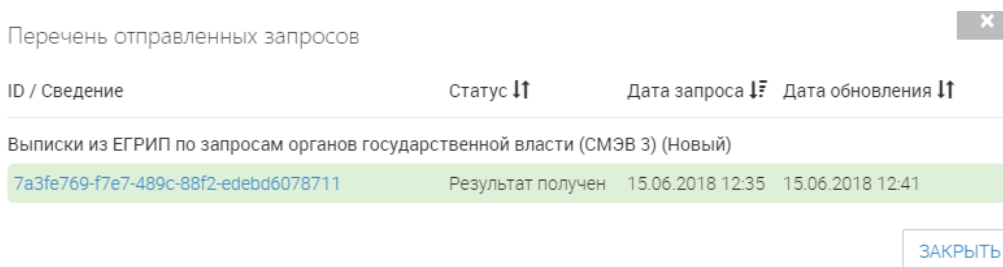 Перечень отправленных запросов
×
ID / Сведение Статус Дата запроса Дата обновления
Выписки из ЕГРИП по запросам органов государственной власти (СМЭВ 3) (Новый)
7a3fe769-f7e7-489c-88f2-edebd6078711 Результат получен 15.06.2018 12:35 15.06.2018 12:41
ЗАКРЫТЬ